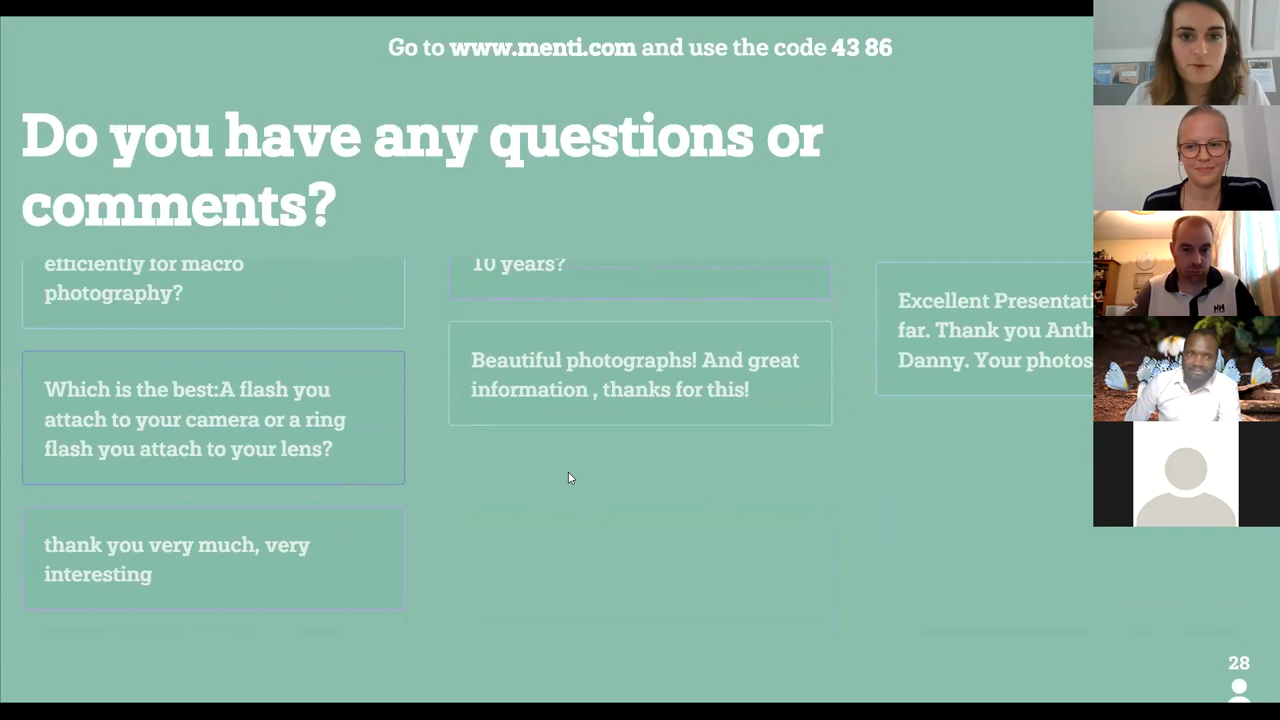 Go to www.menti.com and use the code 43 86
Do you have any questions or
comments?
efficiently for macro
photography?
Which is the best:A flash you
attach to your camera or a ring
flash you attach to your lens?
thank you very much, very
interesting
10 years?
Beautiful photographs! And great
information , thanks for this!
Excellent
far. Thank you
Danny. Your photos
HH
28